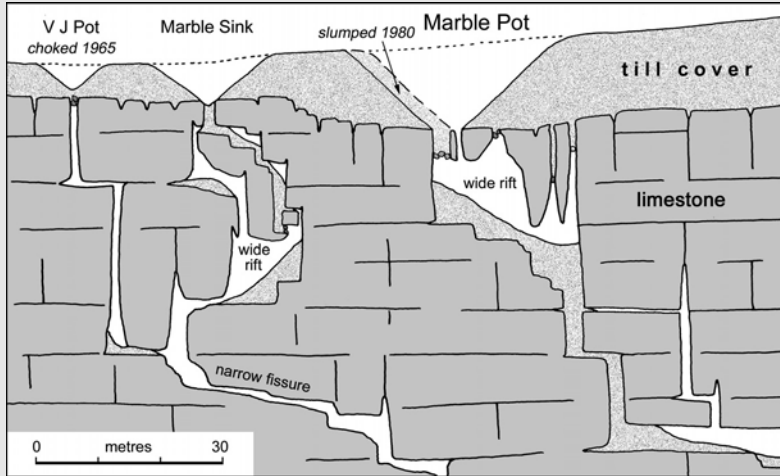 V J Pot
choked 1965
Marble Sink
slumped 1980
Marble Pot
till cover
wide rift
limestone
wide
rift
narrow fissure
0 metres 30